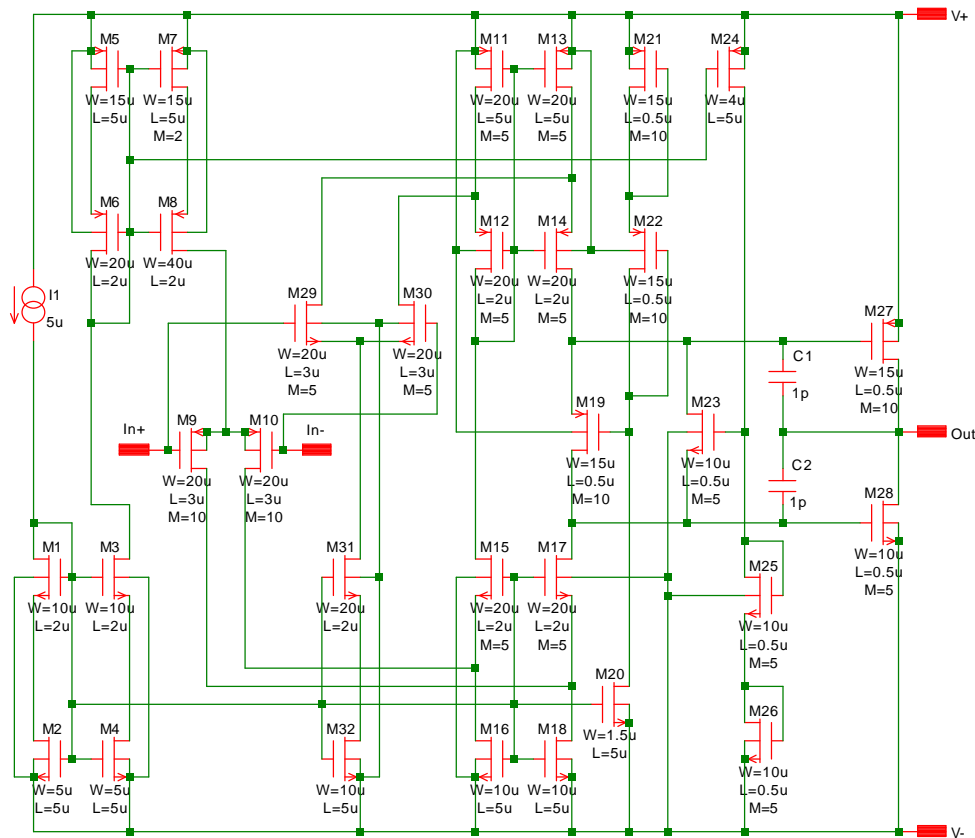 V+
M5
M7
M11
M13
M21
M24
W=15u
L=5u
W=15u
L=5u
M=2
W=20u
L=5u
M=5
W=20u
L=5u
M=5
W=15u
L=0.5u
M=10
W=4u
L=5u
M6
M8
M12
M14
M22
W=20u
L=2u
W=40u
L=2u
W=20u
L=2u
M=5
W=20u
L=2u
M=5
W=15u
L=0.5u
M=10
I1
5u
M29
M30
M27
W=20u
L=3u
M=5
W=20u
L=3u
M=5
C1
1p
W=15u
L=0.5u
M=10
In+
M9
M10
In-
M19
M23
Out
W=20u
L=3u
M=10
W=20u
L=3u
M=10
W=15u
L=0.5u
M=10
W=10u
L=0.5u
M=5
C2
1p
M28
M1
M3
M31
M15
M17
M25
W=10u
L=0.5u
M=5
W=10u
L=2u
W=10u
L=2u
W=20u
L=2u
W=20u
L=2u
M=5
W=20u
L=2u
M=5
W=10u
L=0.5u
M=5
M20
W=1.5u
L=5u
M2
M4
M32
M16
M18
M26
W=5u
L=5u
W=5u
L=5u
W=10u
L=5u
W=10u
L=5u
W=10u
L=5u
W=10u
L=0.5u
M=5
V-